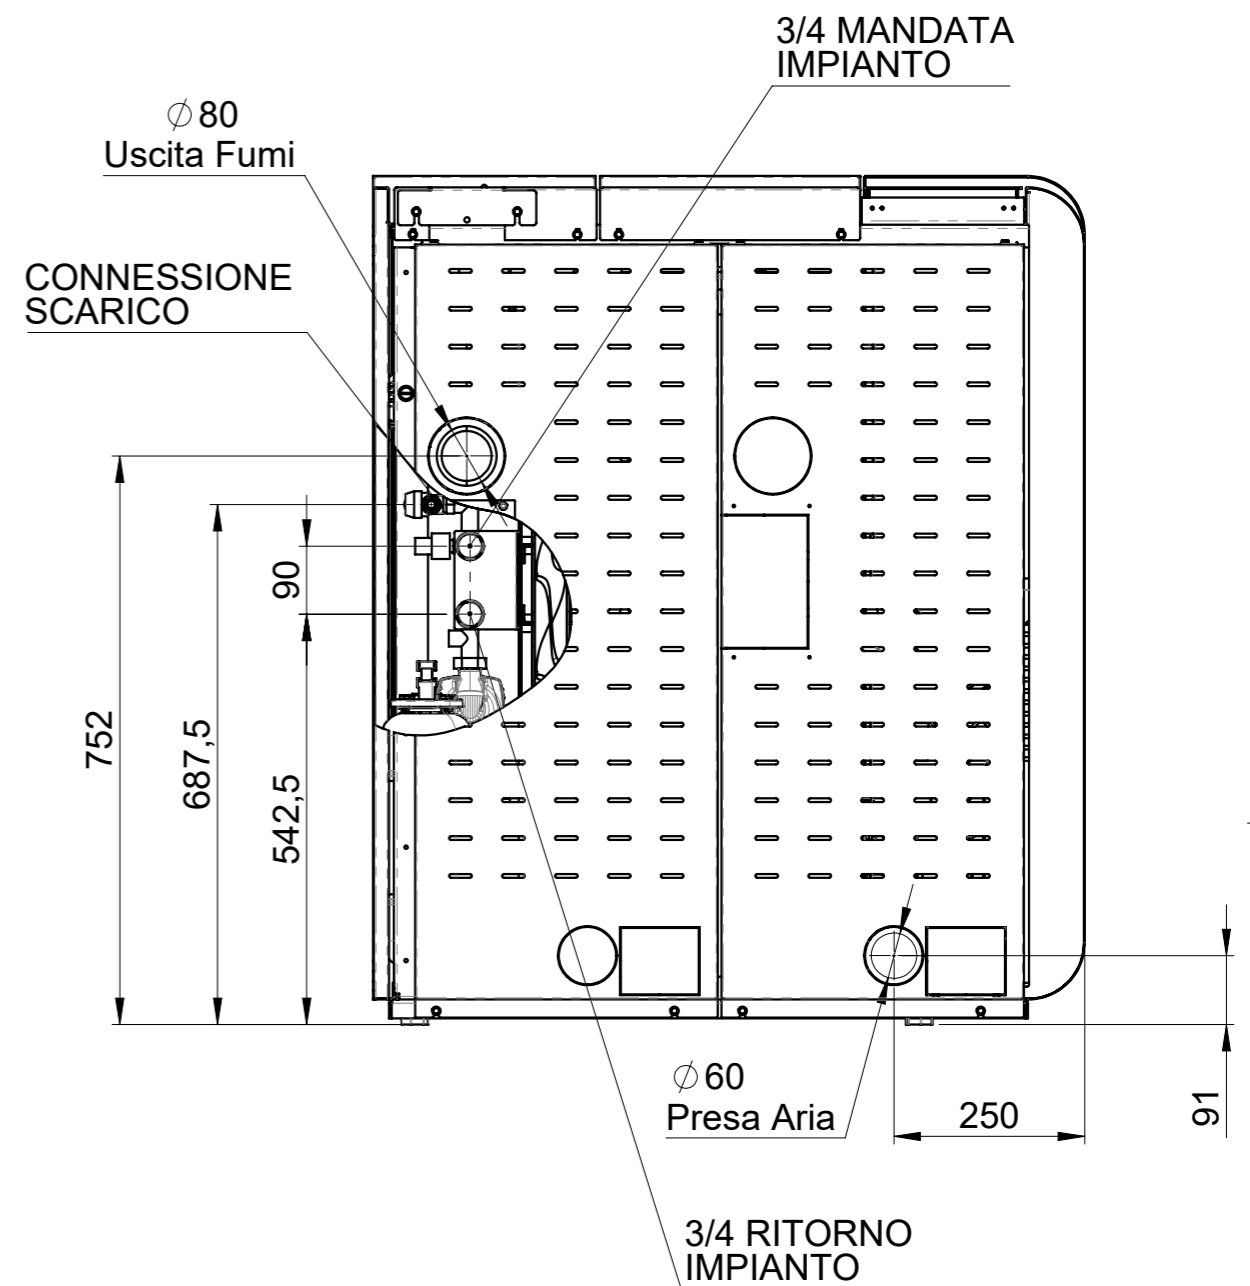 3/4 MANDATA
IMPIANTO
⌀ 80
Uscita Fumi
CONNESSIONE
SCARICO
752
687,5
90
542,5
⌀ 60
Presa Aria
250
91
3/4 RITORNO
IMPIANTO